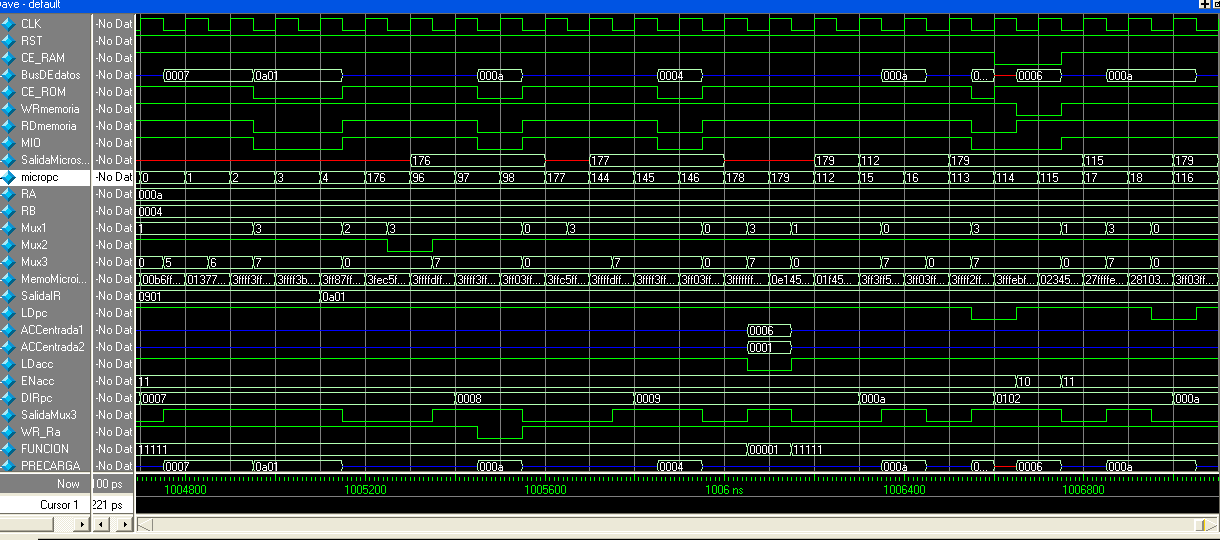 ave - default
CLK -No Dat
RST -No Dat
CE_RAM -No Dat
BusDEdatos -No Dat 0007 0a01 000a 0004 000a 0... 0006 000a
CE_ROM -No Dat
WRmemoria -No Dat
RDmemoria -No Dat
MIO -No Dat
SalidaMicros... -No Dat 176 177 179 112 179 115 179
micropc -No Dat 0 1 2 3 4 176 96 97 98 177 144 145 146 178 179 112 15 16 113 114 115 17 18 116
RA -No Dat 000a
RB -No Dat 0004
Mux1 -No Dat 1 3 2 3 0 3 0 3 1 0 3 1 3 0
Mux2 -No Dat
Mux3 -No Dat 0 5 6 7 0 7 0 7 0 7 0 7 0 7 0 0 7 0
MemoMicroi... -No Dat 00b6ff... 01377... 3ffff3ff... 3ffff3b... 3ff87ff... 3fec5f... 3ffffdff... 3ffff3ff... 3ff03ff... 3ffc5ff... 3ffffdff... 3ffff3ff... 3ff03ff... 3ffffff... 0e145... 01f45... 3ff3ff5... 3ff03ff... 3ffff2ff... 3ffebf... 02345... 27ffffe... 28103... 3ff03ff...
SalidaIR -No Dat 0901 0a01
LDpc -No Dat
ACCentrada1 -No Dat 0006
ACCentrada2 -No Dat 0001
LDacc -No Dat
ENacc -No Dat 11 10 11
DIRpc -No Dat 0007 0008 0009 000a 0102 000a
SalidaMux3 -No Dat
WR_Ra -No Dat
FUNCION -No Dat 11111 00001 11111
PRECARGA -No Dat 0007 0a01 000a 0004 000a 0... 0006 000a
Now 100 ps 1004800 1005200 1005600 1006 ns 1006400 1006800
Cursor 1 221 ps